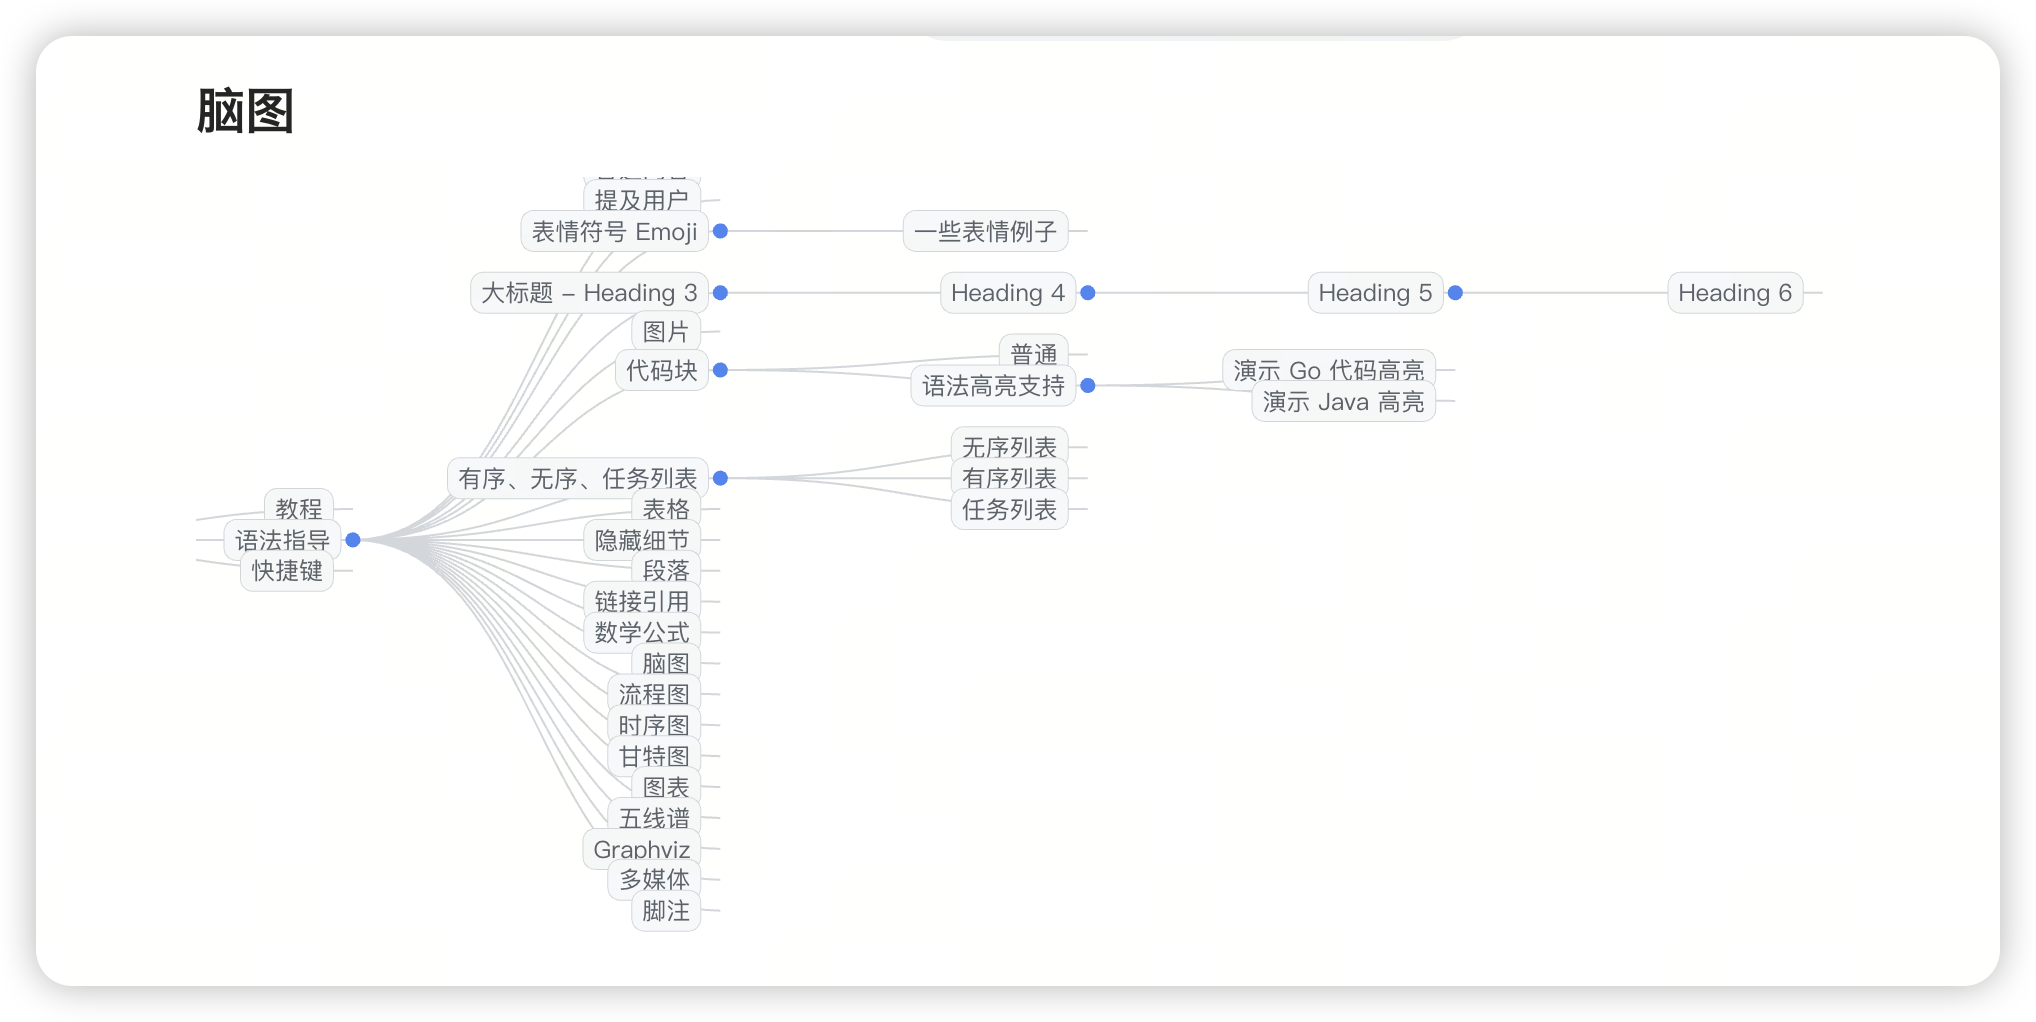 脑图
提及用户
表情符号 Emoji
一些表情例子
大标题 – Heading 3
Heading 4
Heading 5
Heading 6
图片
代码块
普通
语法高亮支持
演示 Go 代码高亮
演示 Java 高亮
有序、无序、任务列表
无序列表
有序列表
任务列表
教程
语法指导
快捷键
表格
隐藏细节
段落
链接引用
数学公式
脑图
流程图
时序图
甘特图
图表
五线谱
Graphviz
多媒体
脚注